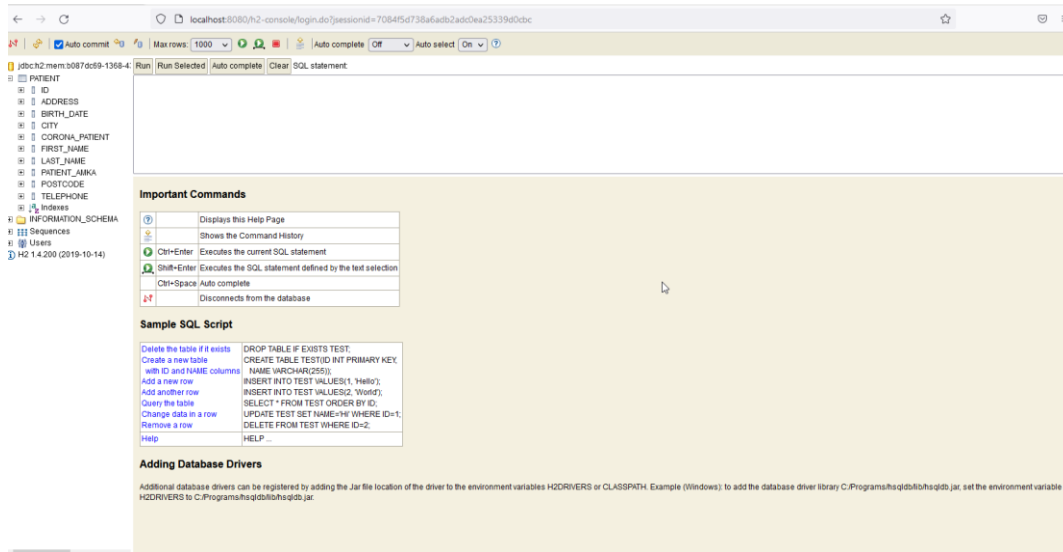 localhost:8080/h2-console/login.do?jsessionid=7084f5d738a6adb2adc0ea25339d0cbc
Auto commit Max rows: 1000 Auto complete Off Auto select On
jdbc:h2:mem:b087dc69-1368-4 Run Run Selected Auto complete Clear SQL statement:
PATIENT
ID
ADDRESS
BIRTH_DATE
CITY
CORONA_PATIENT
FIRST_NAME
LAST_NAME
PATIENT_AMKA
POSTCODE
TELEPHONE
Indexes
INFORMATION_SCHEMA
Sequences
Users
H2 1.4.200 (2019-10-14)
Important Commands
Displays this Help Page
Shows the Command History
Ctrl+Enter Executes the current SQL statement
Shift+Enter Executes the SQL statement defined by the text selection
Ctrl+Space Auto complete
Disconnects from the database
Sample SQL Script
Delete the table if it exists DROP TABLE IF EXISTS TEST;
Create a new table CREATE TABLE TEST(ID INT PRIMARY KEY,
with ID and NAME columns NAME VARCHAR(255));
Add a new row INSERT INTO TEST VALUES(1, 'Hello');
Add another row INSERT INTO TEST VALUES(2, 'World');
Query the table SELECT * FROM TEST ORDER BY ID;
Change data in a row UPDATE TEST SET NAME='Hi' WHERE ID=1;
Remove a row DELETE FROM TEST WHERE ID=2;
Help HELP ...
Adding Database Drivers
Additional database drivers can be registered by adding the Jar file location of the driver to the environment variables H2DRIVERS or CLASSPATH. Example (Windows): to add the database driver library C:/Programs/hsqldb/lib/hsqldb.jar, set the environment variable
H2DRIVERS to C:/Programs/hsqldb/lib/hsqldb.jar.